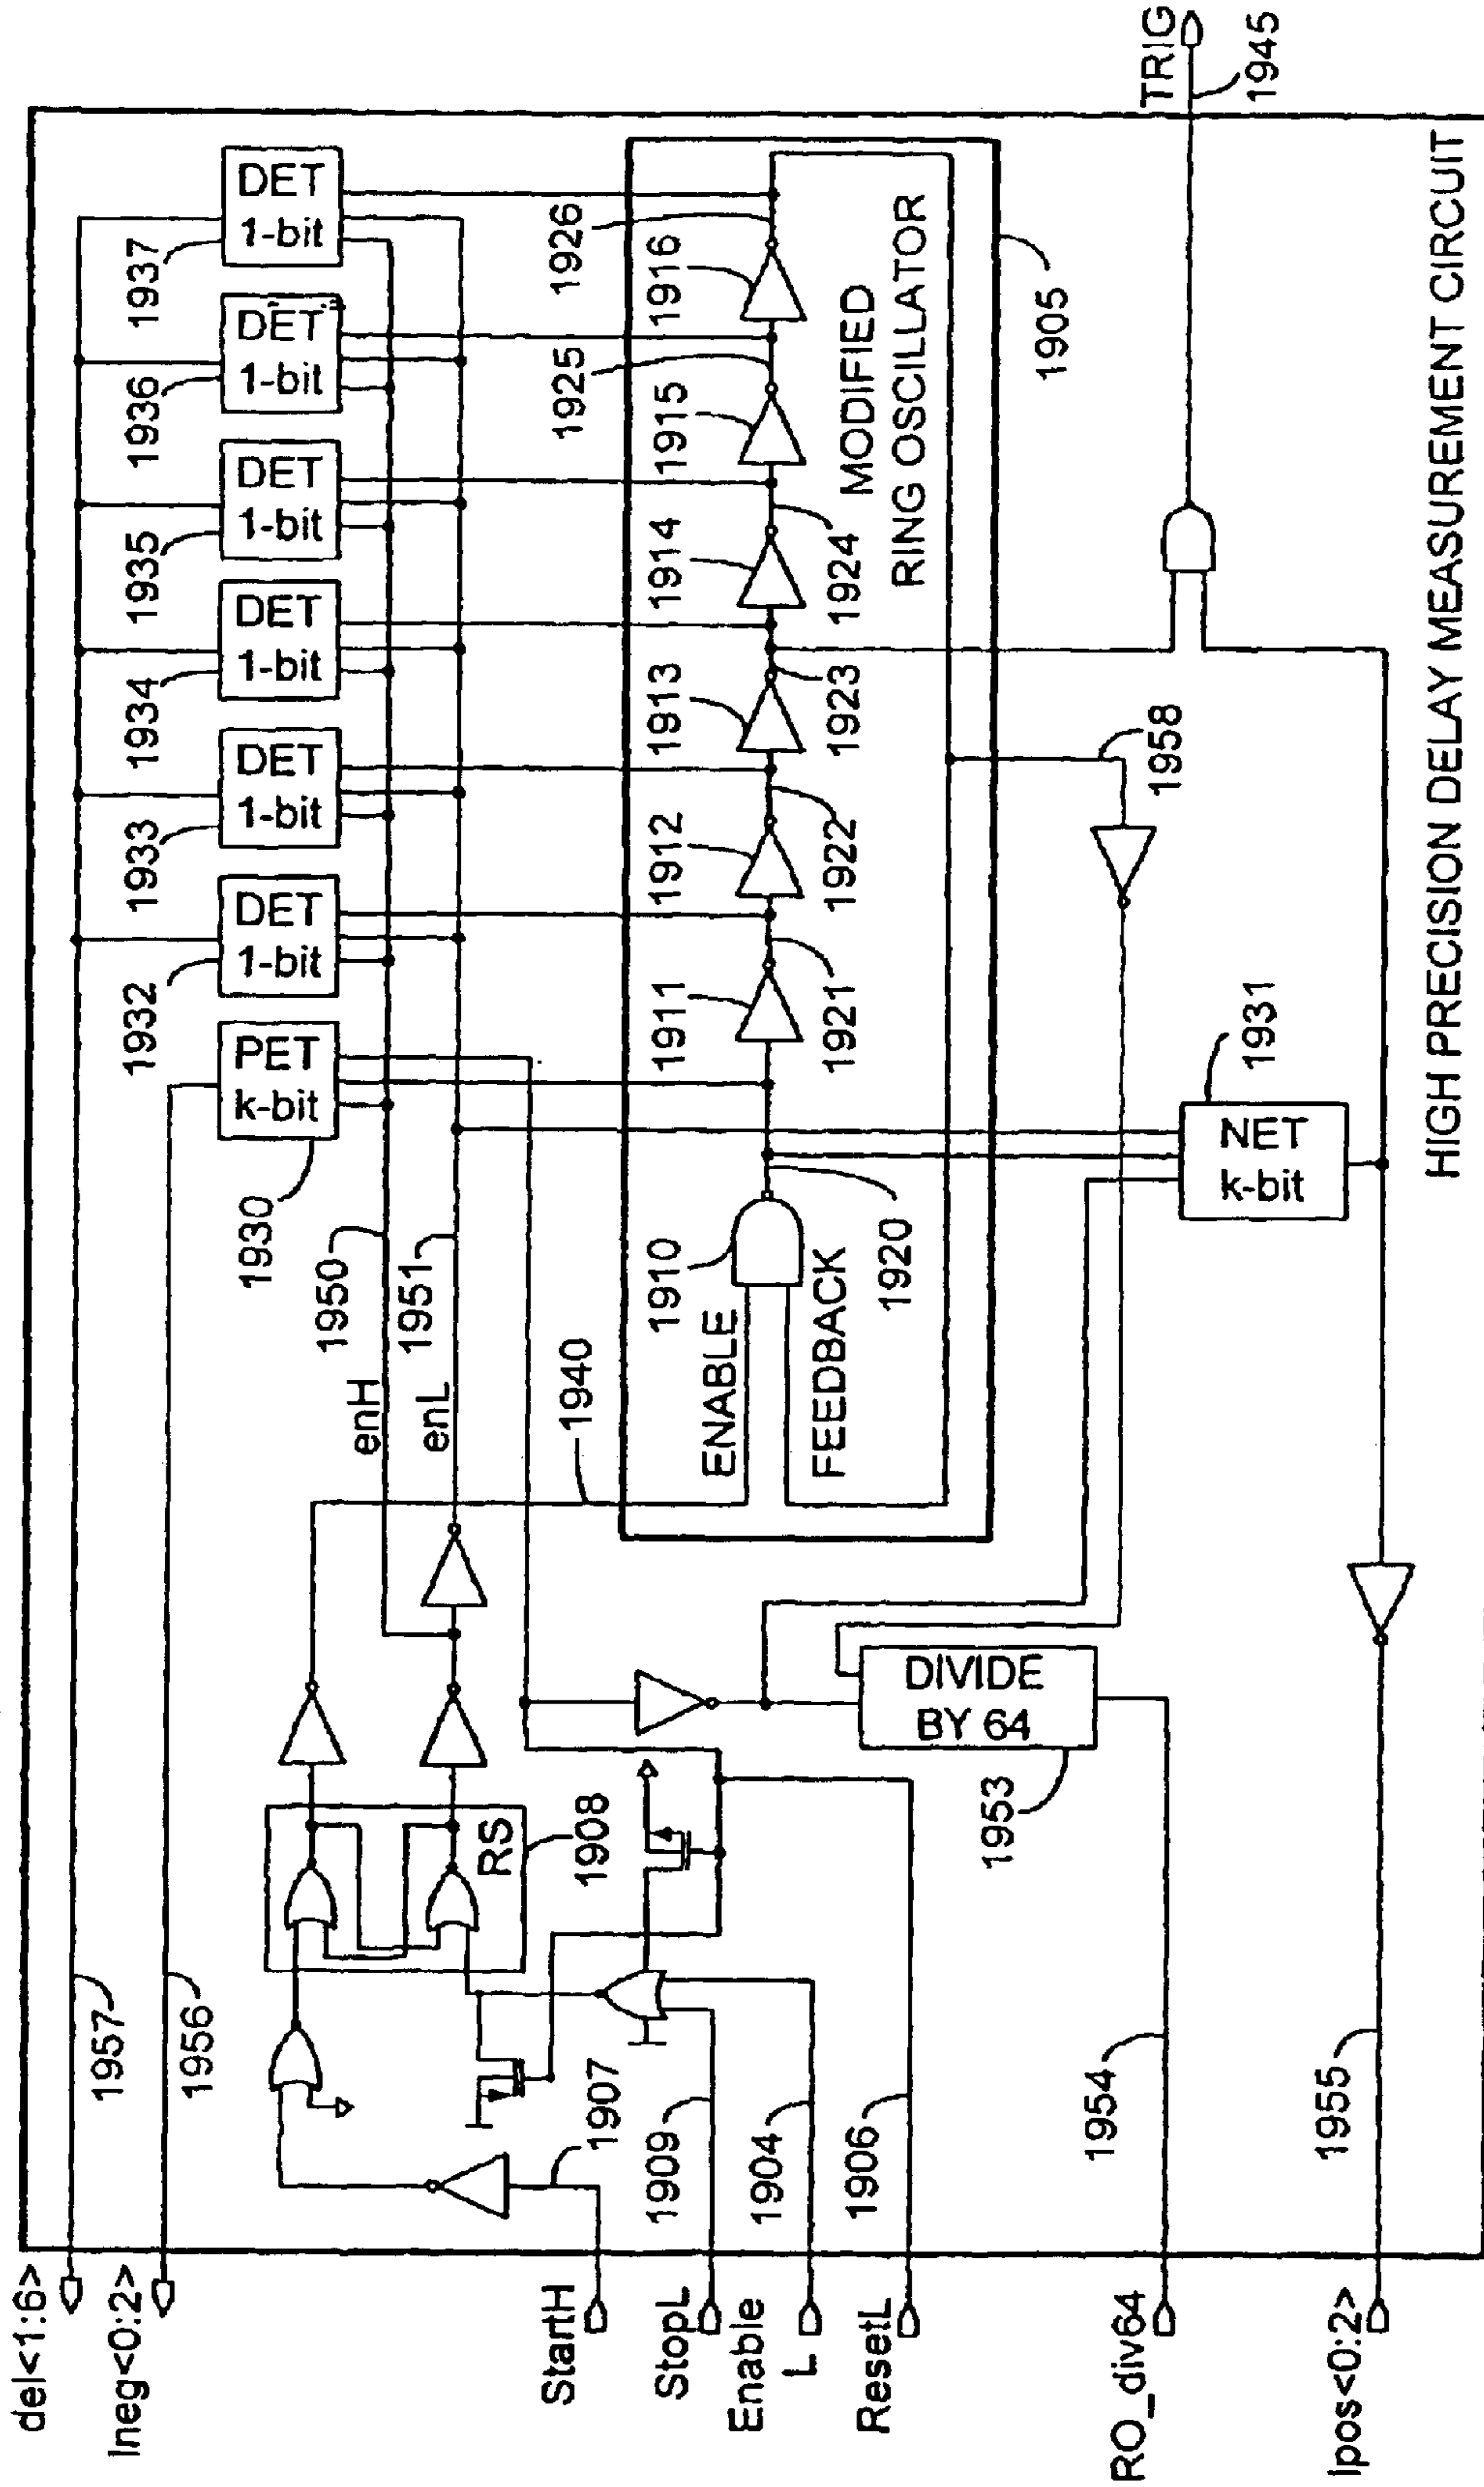 del<1:6>
Ineg<0:2>
StartH
StopL
Enable
L
ResetL
RO_div64
Ipos<0:2>
1957
1956
1907
1909
1904
1906
1954
1955
RS
1908
DIVIDE
BY 64
1953
enH
enL
1950
1951
1940
ENABLE
FEEDBACK
1910
1920
PET
k-bit
1930
NET
k-bit
1931
DET
1-bit
1932
DET
1-bit
1933
DET
1-bit
1934
DET
1-bit
1935
DET
1-bit
1936
DET
1-bit
1937
1911
1921
1912
1922
1913
1923
1914
1924
1915
1925
1916
1926
MODIFIED
RING OSCILLATOR
1905
1958
TRIG
1945
HIGH PRECISION DELAY MEASUREMENT CIRCUIT